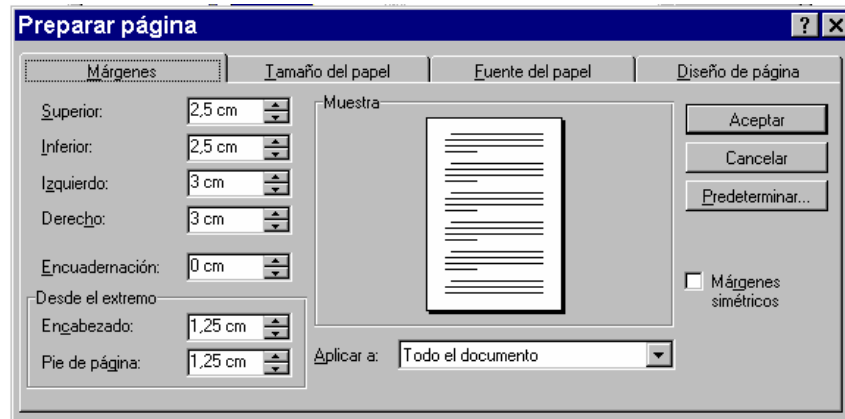 Preparar página
Márgenes
Tamaño del papel
Fuente del papel
Diseño de página
Superior: 2,5 cm
Inferior: 2,5 cm
Izquierdo: 3 cm
Derecho: 3 cm
Encuadernación: 0 cm
Desde el extremo
Encabezado: 1,25 cm
Pie de página: 1,25 cm
Muestra
Aplicar a: Todo el documento
Aceptar
Cancelar
Predeterminar...
Márgenes
simétricos